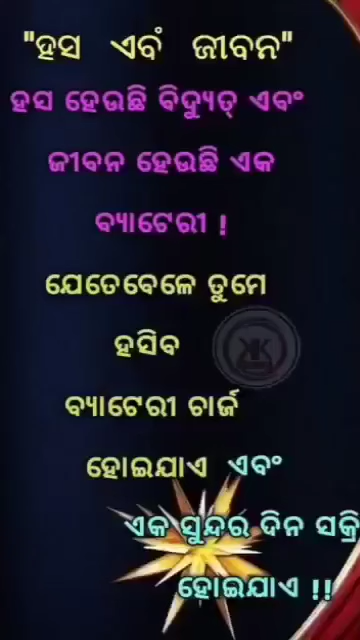 "ହସ ଏବଂ ଜୀବନ"
ହସ ହେଉଛି ବିଦ୍ୟୁତ୍ ଏବଂ
ଜୀବନ ହେଉଛି ଏକ
ବ୍ୟାଟେରୀ !
ଯେତେବେଳେ ତୁମେ
ହସିବ
ବ୍ୟାଟେରୀ ଚାର୍ଜ
ହୋଇଯାଏ ଏବଂ
ଏକ ସୁନ୍ଦର ଦିନ ସକ୍ରି
ହୋଇଯାଏ !!